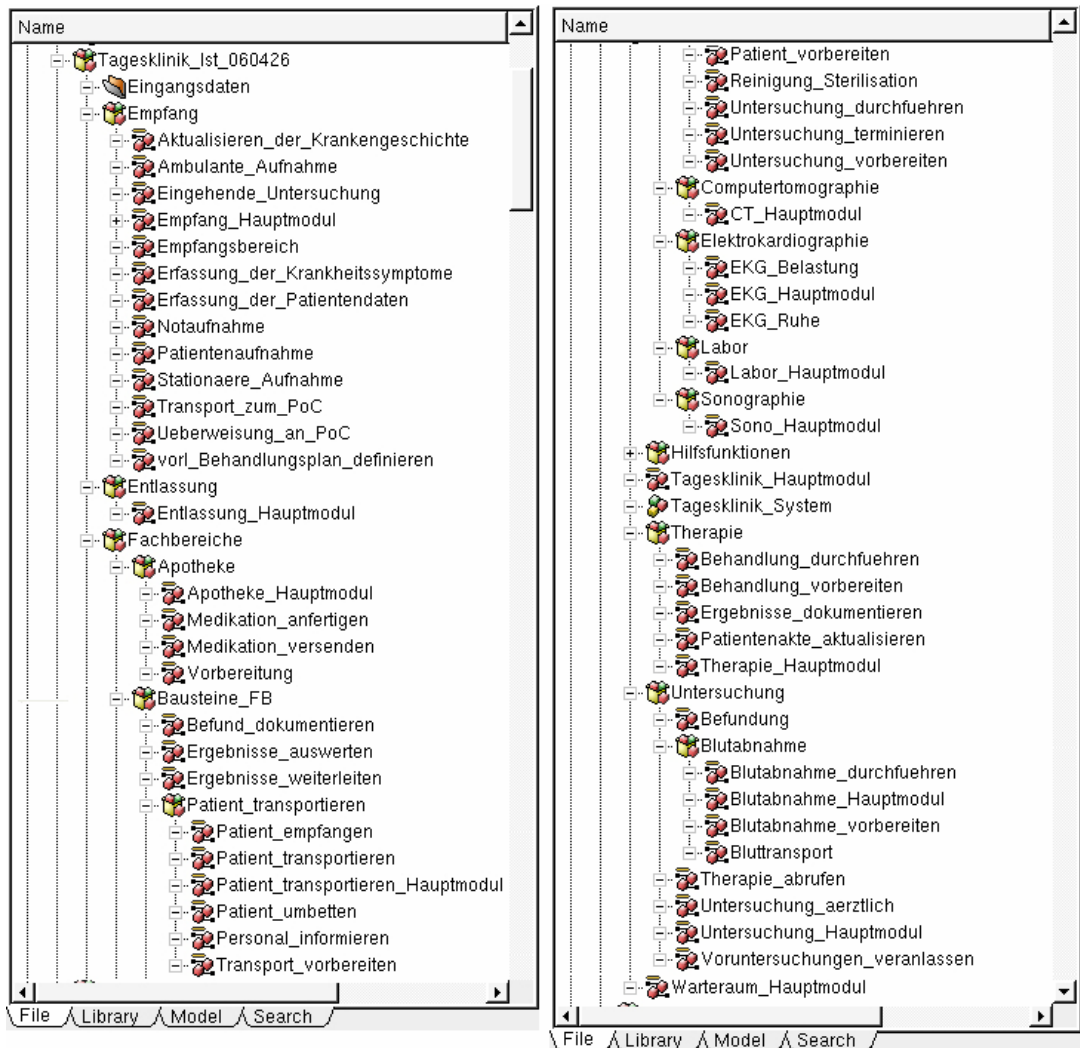 Name
Tagesklinik_Ist_060426
Eingangsdaten
Empfang
Aktualisieren_der_Krankengeschichte
Ambulante_Aufnahme
Eingehende_Untersuchung
Empfang_Hauptmodul
Empfangsbereich
Erfassung_der_Krankheitssymptome
Erfassung_der_Patientendaten
Notaufnahme
Patientenaufnahme
Stationaere_Aufnahme
Transport_zum_PoC
Ueberweisung_an_PoC
vorl_Behandlungsplan_definieren
Entlassung
Entlassung_Hauptmodul
Fachbereiche
Apotheke
Apotheke_Hauptmodul
Medikation_anfertigen
Medikation_versenden
Vorbereitung
Bausteine_FB
Befund_dokumentieren
Ergebnisse_auswerten
Ergebnisse_weiterleiten
Patient_transportieren
Patient_empfangen
Patient_transportieren
Patient_transportieren_Hauptmodul
Patient_umbetten
Personal_informieren
Transport_vorbereiten
File Library Model Search
Name
Patient_vorbereiten
Reinigung_Sterilisation
Untersuchung_durchfuehren
Untersuchung_terminieren
Untersuchung_vorbereiten
Computertomographie
CT_Hauptmodul
Elektrokardiographie
EKG_Belastung
EKG_Hauptmodul
EKG_Ruhe
Labor
Labor_Hauptmodul
Sonographie
Sono_Hauptmodul
Hilfsfunktionen
Tagesklinik_Hauptmodul
Tagesklinik_System
Therapie
Behandlung_durchfuehren
Behandlung_vorbereiten
Ergebnisse_dokumentieren
Patientenakte_aktualisieren
Therapie_Hauptmodul
Untersuchung
Befundung
Blutabnahme
Blutabnahme_durchfuehren
Blutabnahme_Hauptmodul
Blutabnahme_vorbereiten
Bluttransport
Therapie_abrufen
Untersuchung_aerztlich
Untersuchung_Hauptmodul
Voruntersuchungen_veranlassen
Warteraum_Hauptmodul
File Library Model Search